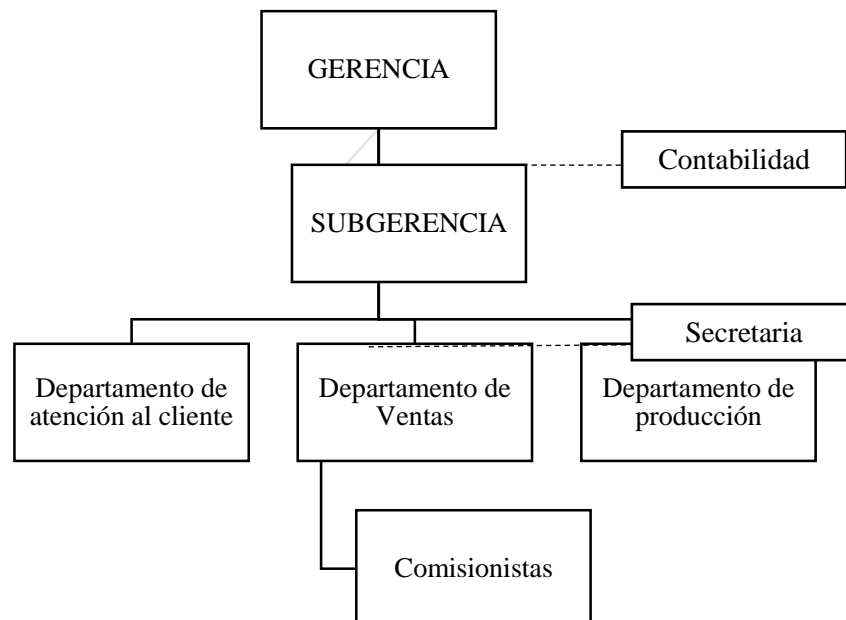 GERENCIA
Contabilidad
SUBGERENCIA
Secretaria
Departamento de
atención al cliente
Departamento de
Ventas
Departamento de
producción
Comisionistas